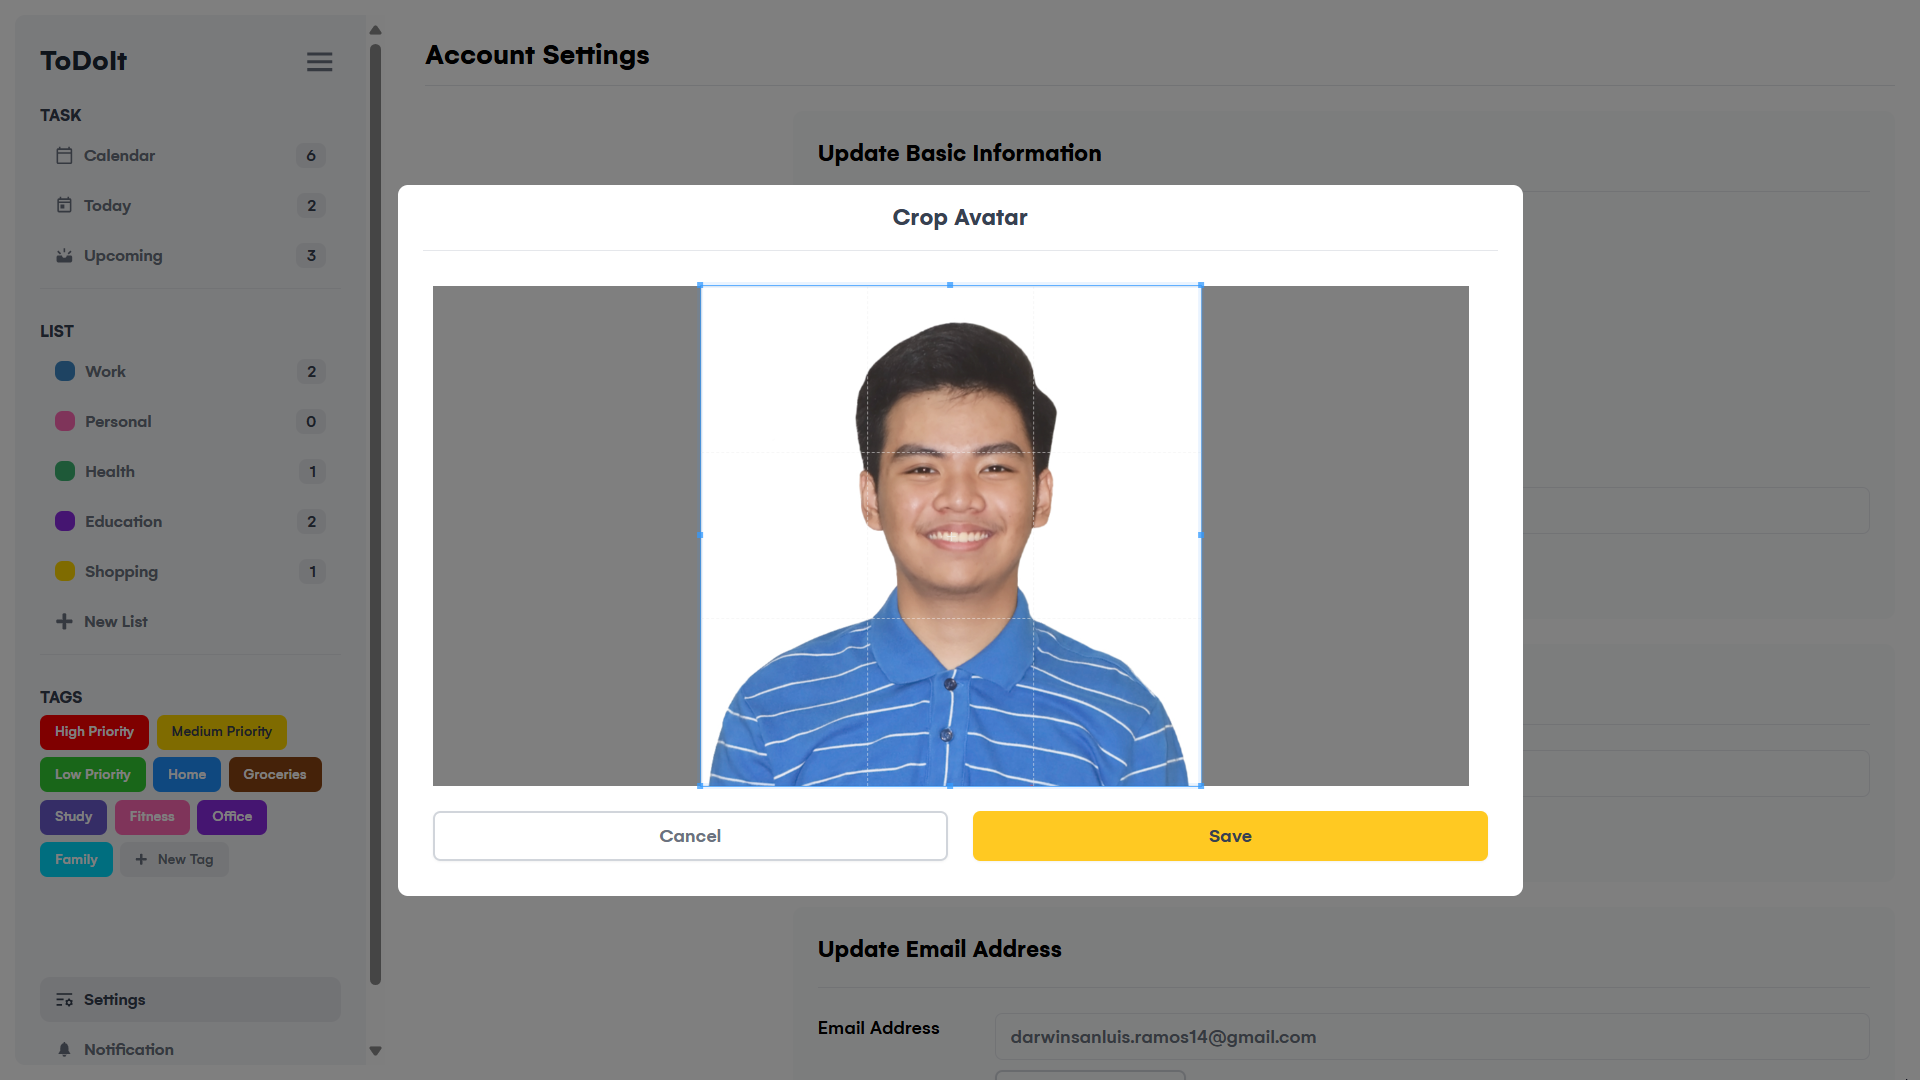 ToDoIt
TASK
Calendar 6
Today 2
Upcoming 3
LIST
Work 2
Personal 0
Health 1
Education 2
Shopping 1
New List
TAGS
High Priority Medium Priority
Low Priority Home Groceries
Study Fitness Office
Family New Tag
Settings
Notification
Account Settings
Update Basic Information
Crop Avatar
Cancel Save
Update Email Address
Email Address darwinsanluis.ramos14@gmail.com